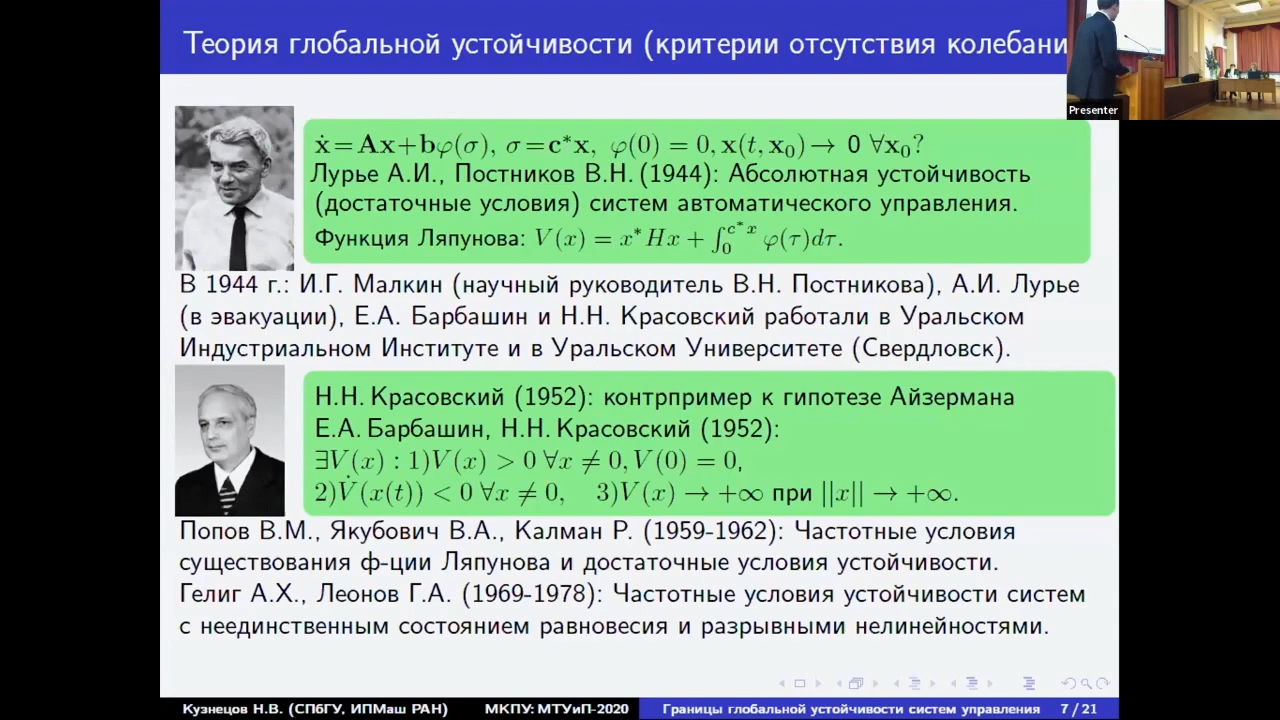 Теория глобальной устойчивости (критерии отсутствия колебани
Presenter
ẋ=Ax+bφ(σ), σ=c*x, φ(0) = 0, x(t, x₀)→ 0 ∀x₀?
Лурье А.И., Постников В.Н. (1944): Абсолютная устойчивость
(достаточные условия) систем автоматического управления.
Функция Ляпунова: V(x) = x*Hx + ∫₀^{c*x} φ(τ)dτ.
В 1944 г.: И.Г. Малкин (научный руководитель В.Н. Постникова), А.И. Лурье
(в эвакуации), Е.А. Барбашин и Н.Н. Красовский работали в Уральском
Индустриальном Институте и в Уральском Университете (Свердловск).
Н.Н. Красовский (1952): контрпример к гипотезе Айзермана
Е.А. Барбашин, Н.Н. Красовский (1952):
∃V(x) : 1)V(x) > 0 ∀x ≠ 0, V(0) = 0,
2)V̇(x(t)) < 0 ∀x ≠ 0, 3)V(x) → +∞ при ||x|| → +∞.
Попов В.М., Якубович В.А., Калман Р. (1959-1962): Частотные условия
существования ф-ции Ляпунова и достаточные условия устойчивости.
Гелиг А.Х., Леонов Г.А. (1969-1978): Частотные условия устойчивости систем
с неединственным состоянием равновесия и разрывными нелинейностями.
Кузнецов Н.В. (СПбГУ, ИПМаш РАН) МКПУ: МТУиП-2020 Границы глобальной устойчивости систем управления 7 / 21